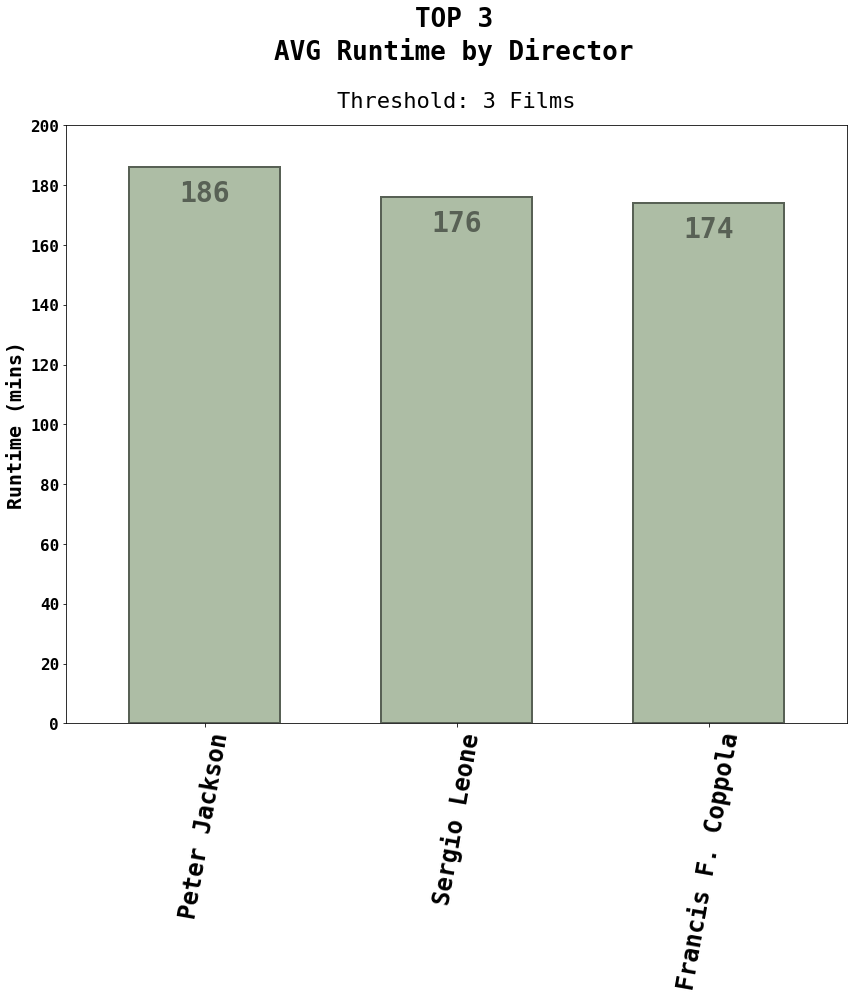 TOP 3
AVG Runtime by Director
Threshold: 3 Films
Runtime (mins)
200
180
160
140
120
100
80
60
40
20
0
186
176
174
Peter Jackson
Sergio Leone
Francis F. Coppola